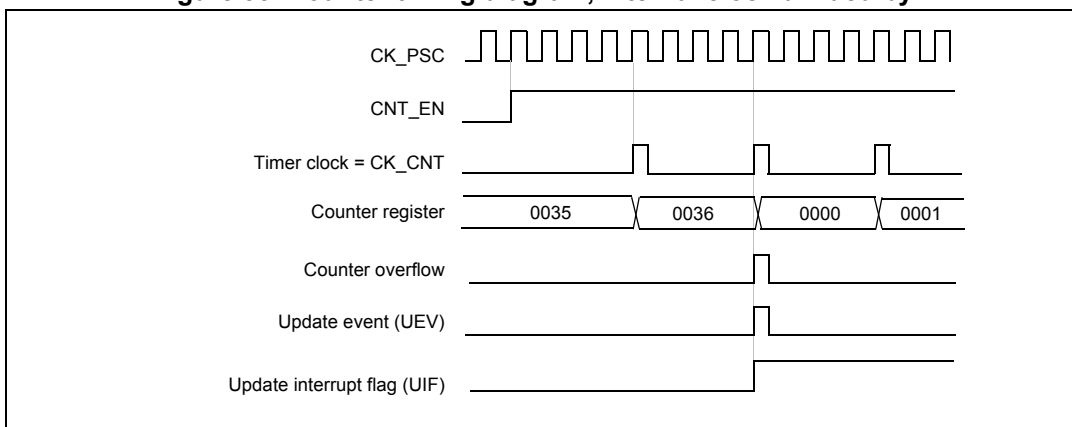 CK_PSC
CNT_EN
Timer clock = CK_CNT
Counter register 0035 0036 0000 0001
Counter overflow
Update event (UEV)
Update interrupt flag (UIF)